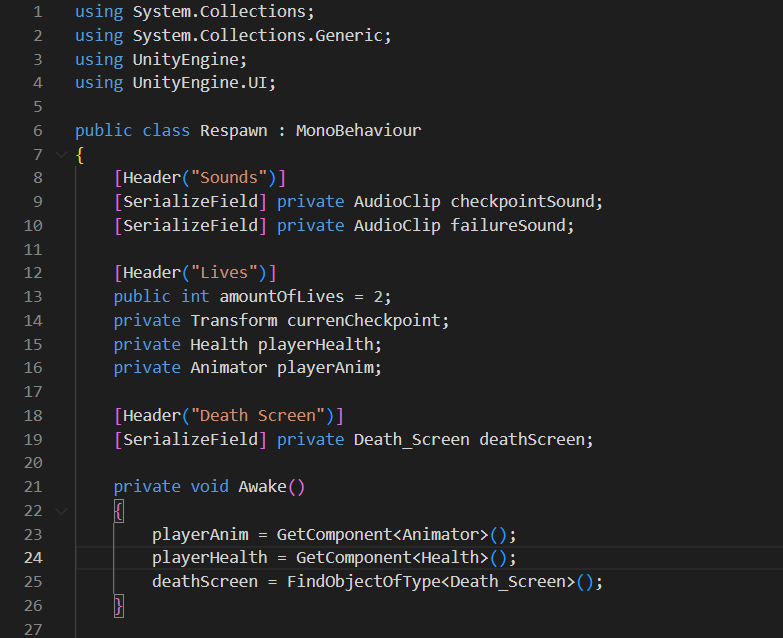 1 using System.Collections;
2 using System.Collections.Generic;
3 using UnityEngine;
4 using UnityEngine.UI;
5
6 public class Respawn : MonoBehaviour
7 {
8 [Header("Sounds")]
9 [SerializeField] private AudioClip checkpointSound;
10 [SerializeField] private AudioClip failureSound;
11
12 [Header("Lives")]
13 public int amountOfLives = 2;
14 private Transform currenCheckpoint;
15 private Health playerHealth;
16 private Animator playerAnim;
17
18 [Header("Death Screen")]
19 [SerializeField] private Death_Screen deathScreen;
20
21 private void Awake()
22 {
23 playerAnim = GetComponent<Animator>();
24 playerHealth = GetComponent<Health>();
25 deathScreen = FindObjectOfType<Death_Screen>();
26 }
27